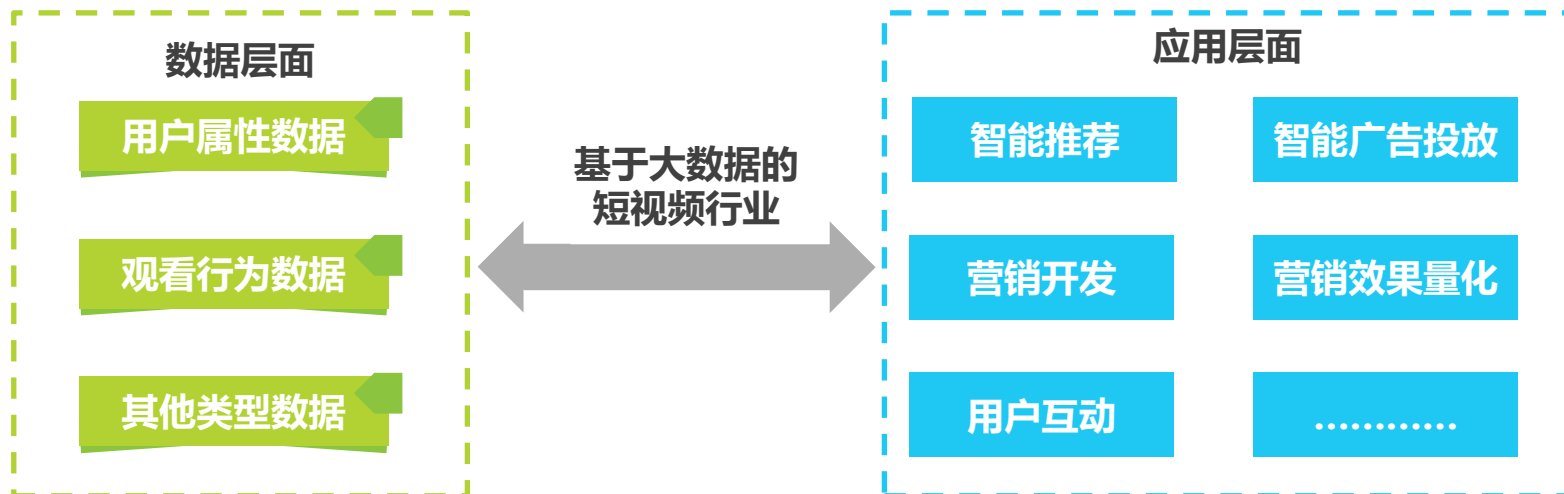 数据层面
用户属性数据
观看行为数据
其他类型数据
基于大数据的
短视频行业
应用层面
智能推荐
智能广告投放
营销开发
营销效果量化
用户互动
…………